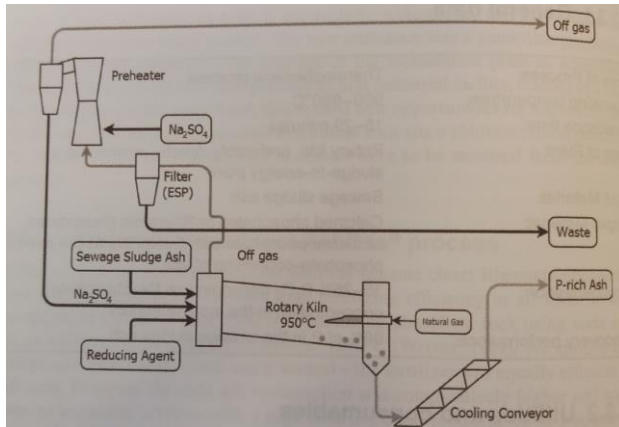 Off gas
Preheater
Na₂SO₄
Filter
(ESP)
Waste
Sewage Sludge Ash
Off gas
P-rich Ash
Na₂SO₄
Rotary Kiln
950°C
Natural Gas
Reducing Agent
Cooling Conveyor